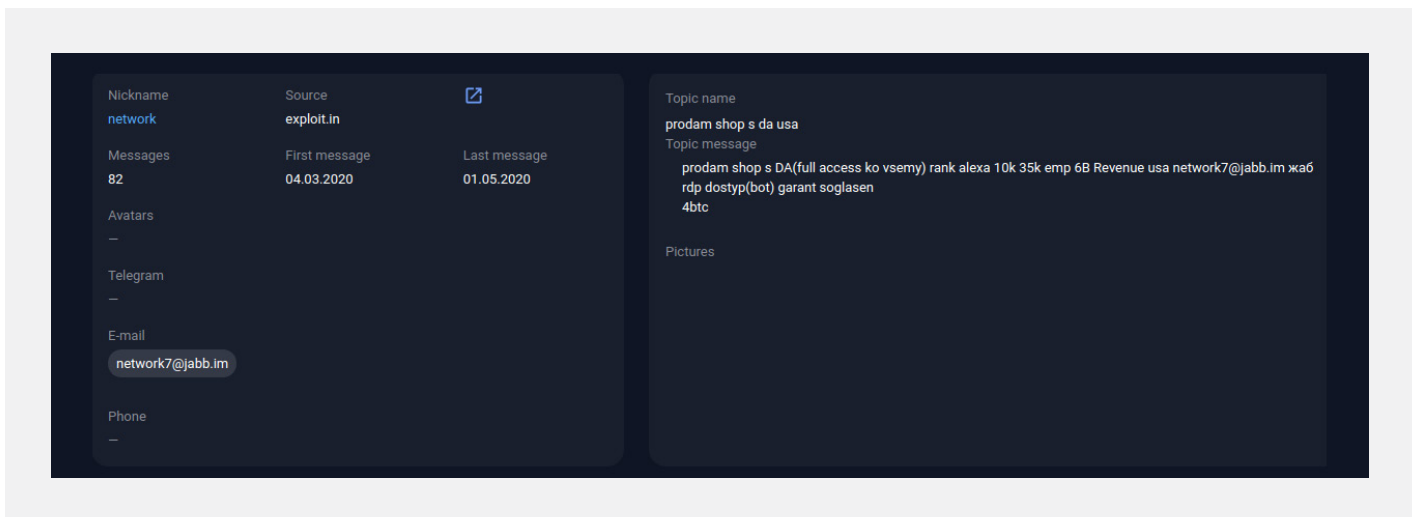 Nickname
Source
network
exploit.in
Messages
First message
Last message
82
04.03.2020
01.05.2020
Avatars
—
Telegram
—
E-mail
network7@jabb.im
Phone
—
Topic name
prodam shop s da usa
Topic message
prodam shop s DA(full access ko vsemy) rank alexa 10k 35k emp 6B Revenue usa network7@jabb.im жаб
rdp dostyp(bot) garant soglasen
4btc
Pictures